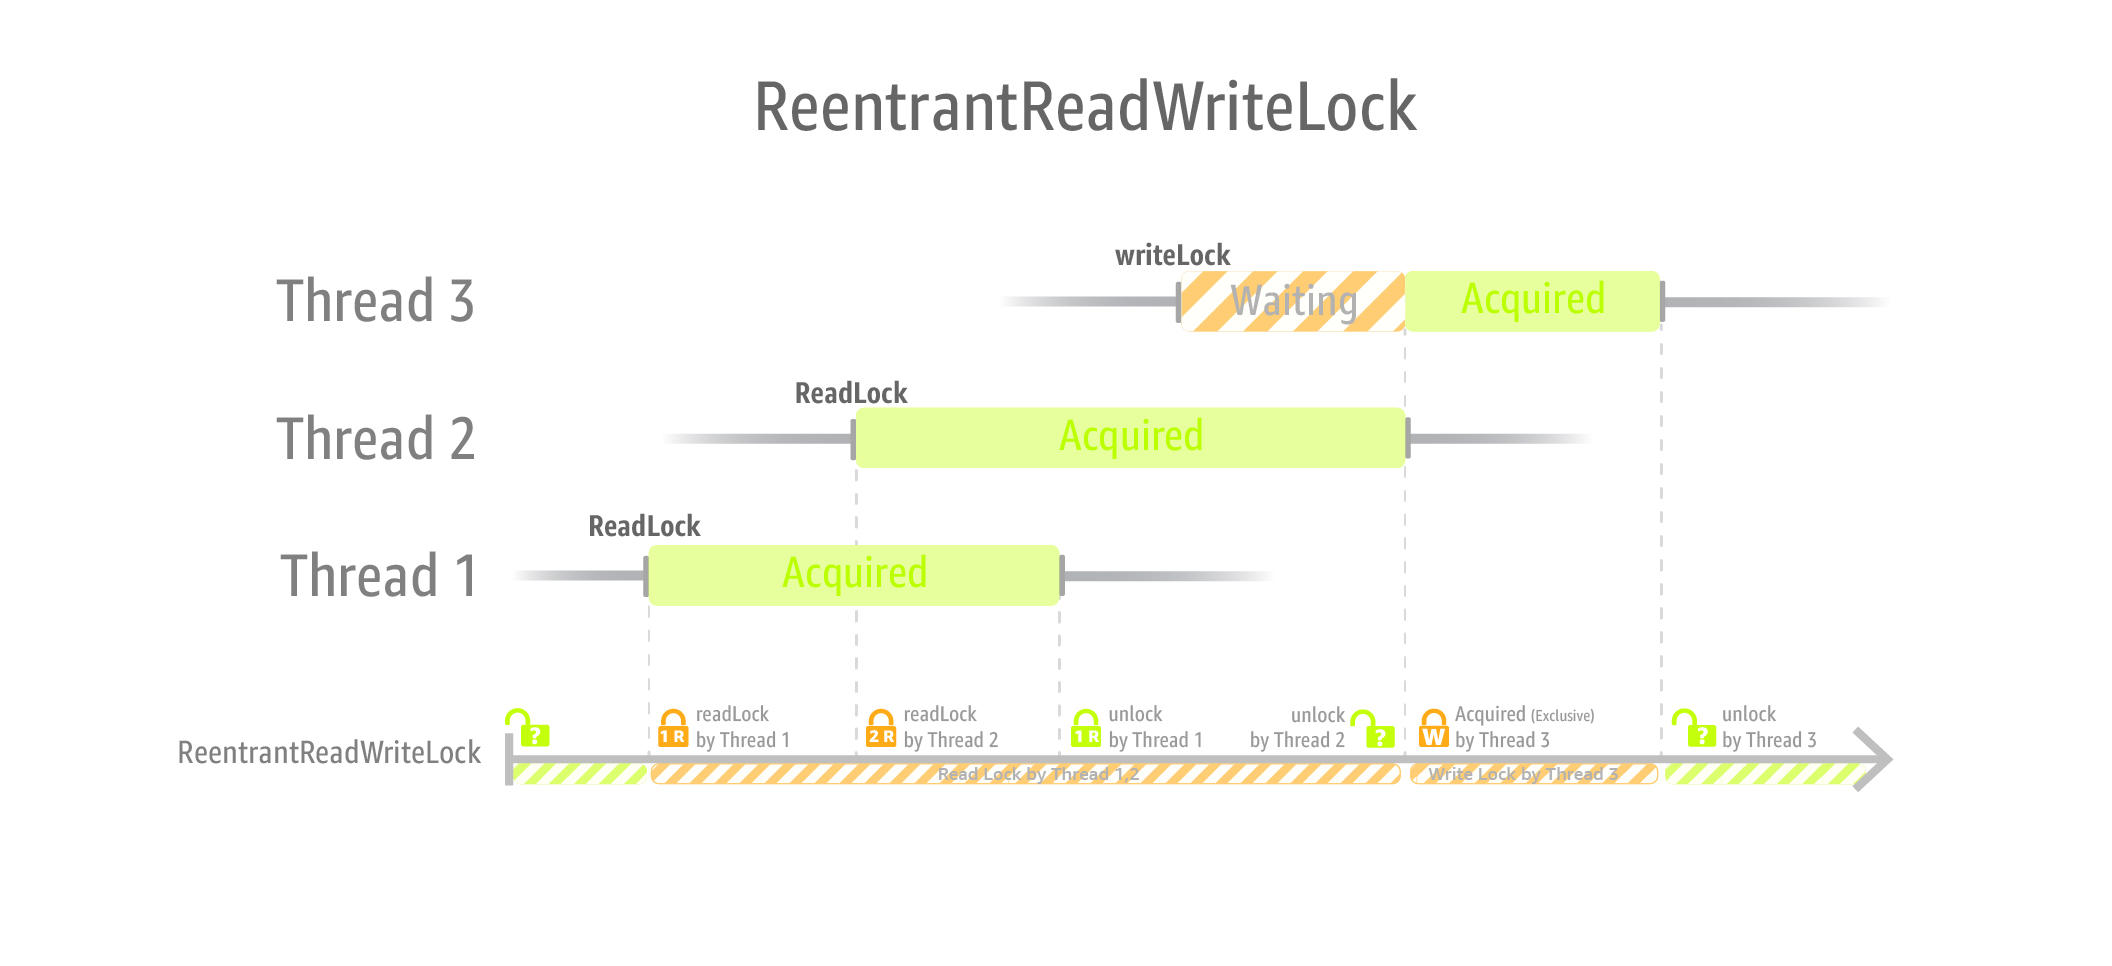 ReentrantReadWriteLock
writeLock
Thread 3
Waiting
Acquired
ReadLock
Thread 2
Acquired
ReadLock
Thread 1
Acquired
ReentrantReadWriteLock
?
1 R
readLock
by Thread 1
2 R
readLock
by Thread 2
1 R
unlock
by Thread 1
unlock
by Thread 2
?
W
Acquired (Exclusive)
by Thread 3
?
unlock
by Thread 3
Read Lock by Thread 1,2
Write Lock by Thread 3